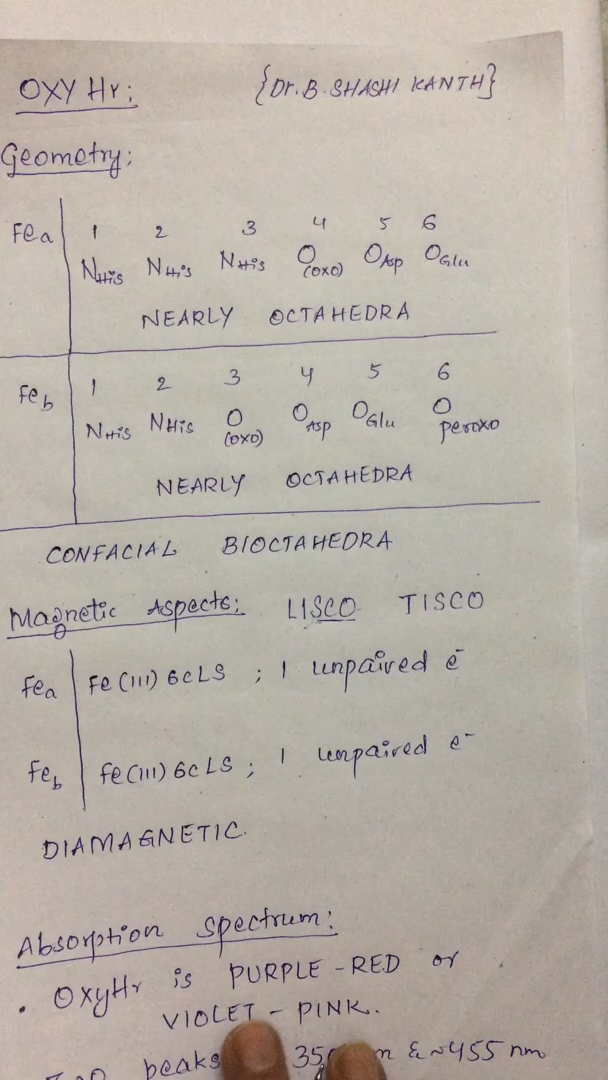 OXY Hr: {Dr. B. SHASHI KANTH}
Geometry:
Fea 1 2 3 4 5 6
NHis NHis NHis O(oxo) OAsp OGlu
NEARLY OCTAHEDRA
Feb 1 2 3 4 5 6
NHis NHis O(oxo) OAsp OGlu Operoxo
NEARLY OCTAHEDRA
CONFACIAL BIOCTAHEDRA
Magnetic Aspects: LISCO TISCO
Fea Fe(III) 6c LS ; 1 unpaired e-
Feb Fe(III) 6c LS ; 1 unpaired e-
DIAMAGNETIC.
Absorption spectrum:
• OxyHr is PURPLE-RED or
VIOLET - PINK.
peaks & ~455 nm